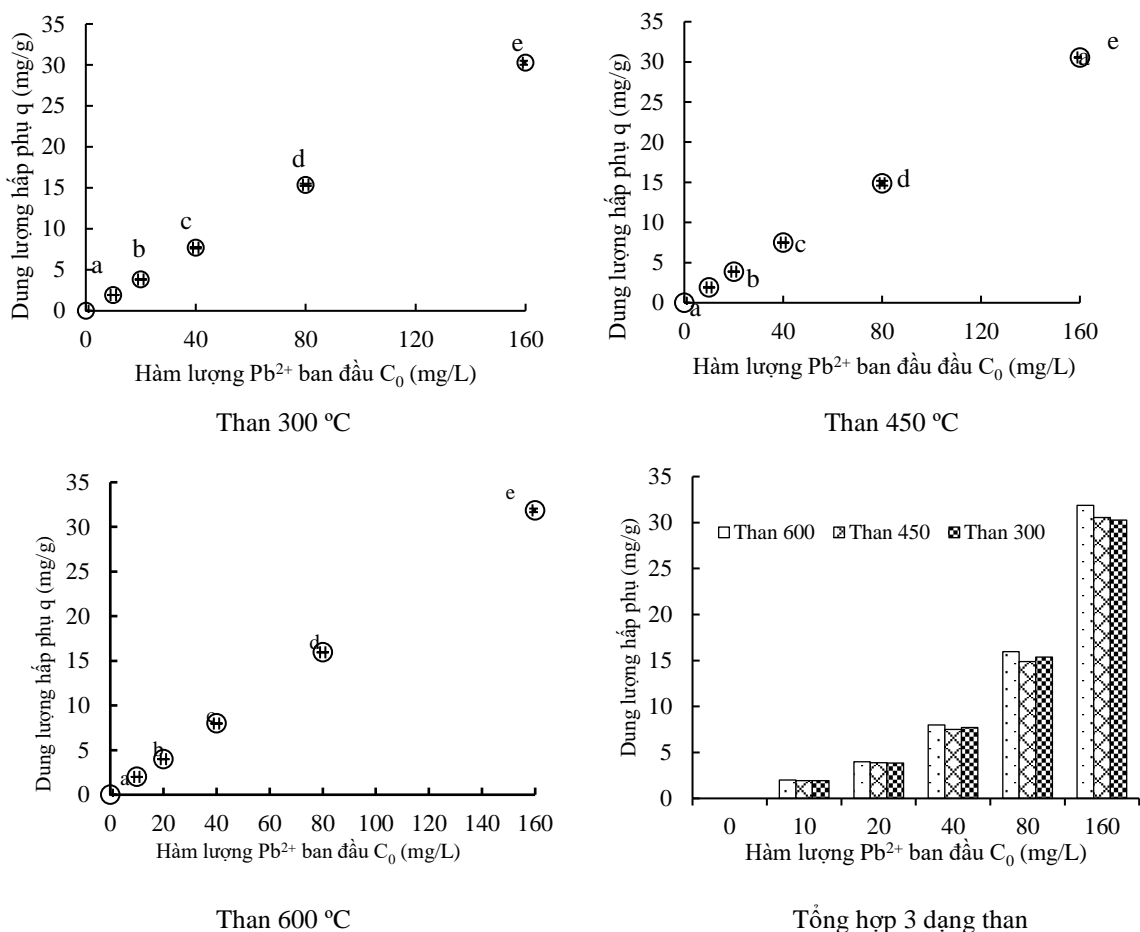 Dung lượng hấp phụ q (mg/g)
35
30
25
20
15
10
5
0
a
b
c
d
e
0 40 80 120 160
Hàm lượng Pb²⁺ ban đầu C₀ (mg/L)
Than 300 ºC
Dung lượng hấp phụ q (mg/g)
35
30
25
20
15
10
5
0
a
b
c
d
a
e
0 40 80 120 160
Hàm lượng Pb²⁺ ban đầu đầu C₀ (mg/L)
Than 450 ºC
Dung lượng hấp phụ q (mg/g)
35
30
25
20
15
10
5
0
a
b
c
d
e
0 20 40 60 80 100 120 140 160
Hàm lượng Pb²⁺ ban đầu C₀ (mg/L)
Than 600 ºC
Dung lượng hấp phụ (mg/g)
35
30
25
20
15
10
5
0
Than 600 Than 450 Than 300
0 10 20 40 80 160
Hàm lượng Pb²⁺ ban đầu C₀ (mg/L)
Tổng hợp 3 dạng than